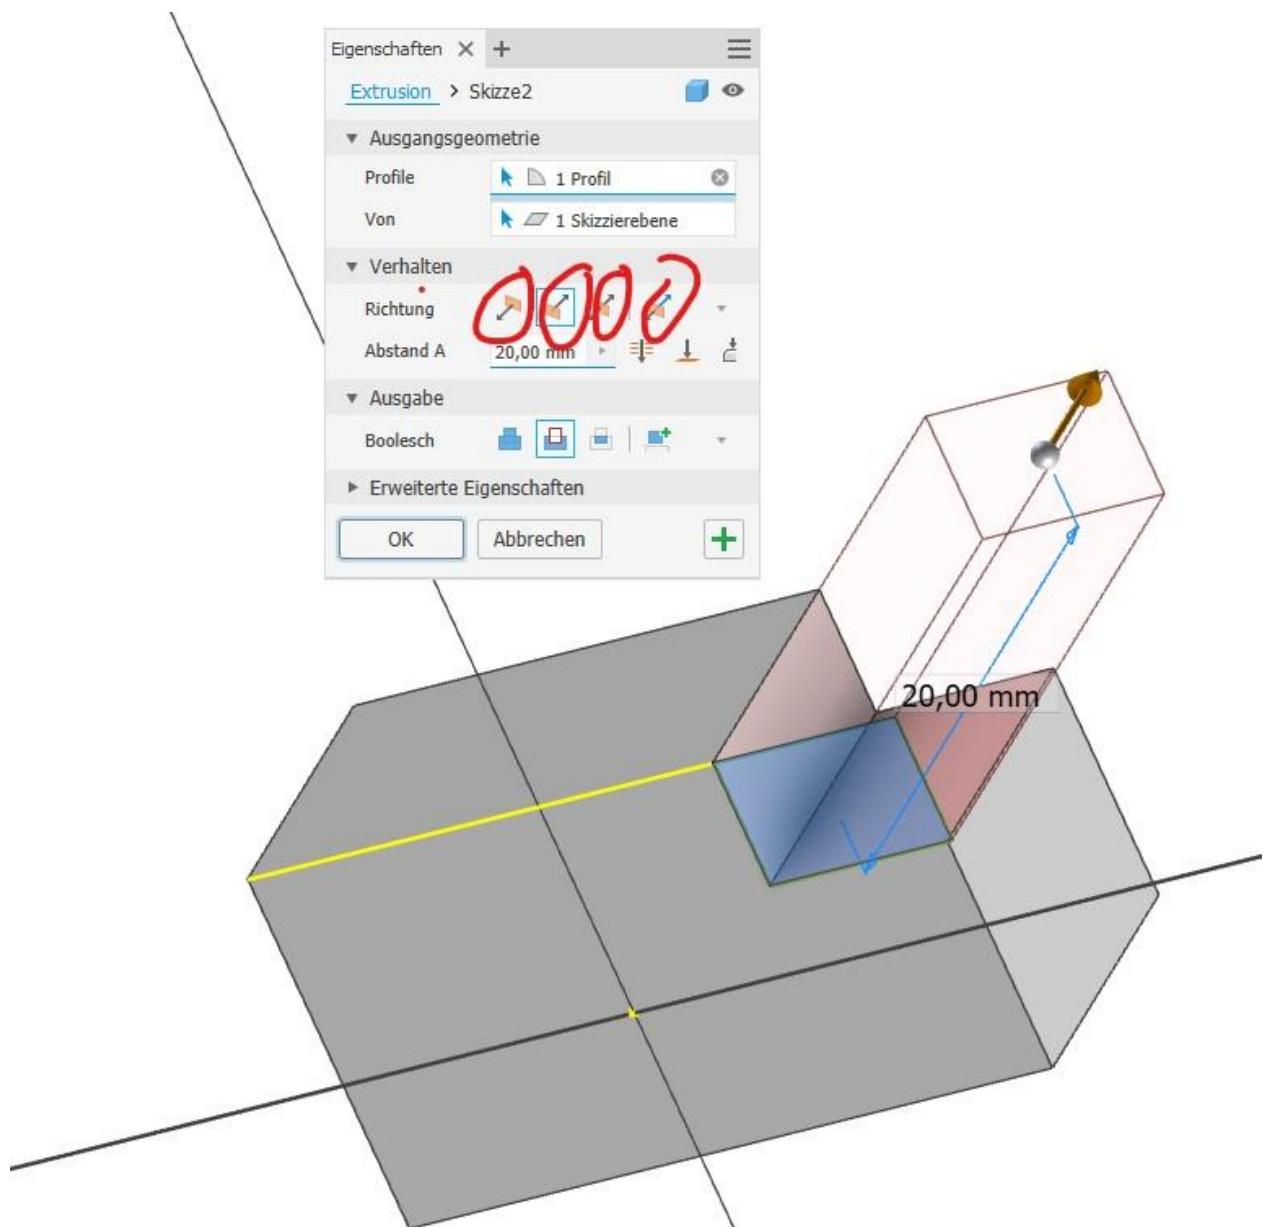 Eigenschaften
Extrusion > Skizze2
Ausgangsgeometrie
Profile 1 Profil
Von 1 Skizzierebene
Verhalten
Richtung
Abstand A 20,00 mm
Ausgabe
Boolesch
Erweiterte Eigenschaften
OK Abbrechen
20,00 mm